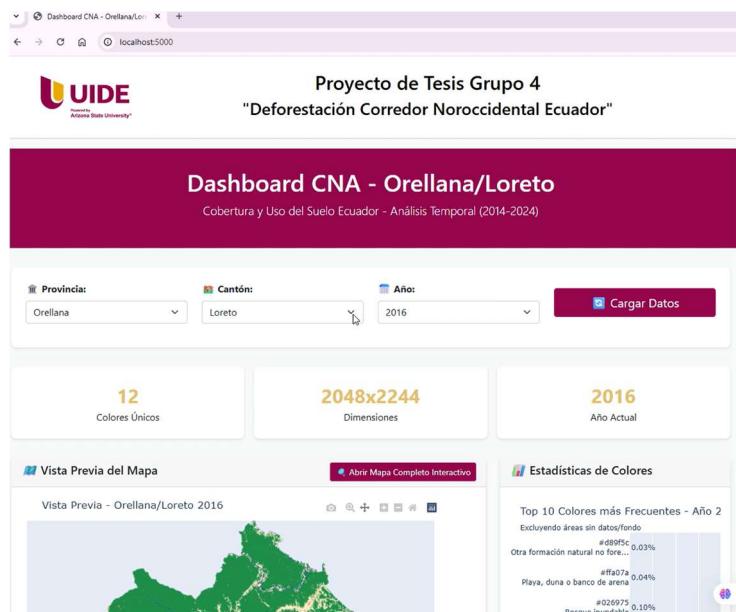 Dashboard CNA - Orellana/Lor
localhost:5000
UIDE
Powered by
Arizona State University®
Proyecto de Tesis Grupo 4
"Deforestación Corredor Noroccidental Ecuador"
Dashboard CNA - Orellana/Loreto
Cobertura y Uso del Suelo Ecuador - Análisis Temporal (2014-2024)
Provincia:
Cantón:
Año:
Orellana
Loreto
2016
Cargar Datos
12
Colores Únicos
2048x2244
Dimensiones
2016
Año Actual
Vista Previa del Mapa
Abrir Mapa Completo Interactivo
Estadísticas de Colores
Vista Previa - Orellana/Loreto 2016
Top 10 Colores más Frecuentes - Año 2
Excluyendo áreas sin datos/fondo
#d89f5c
Otra formación natural no fore...
0.03%
#ffa07a
Playa, duna o banco de arena
0.04%
#026975
Bosque inundable
0.10%